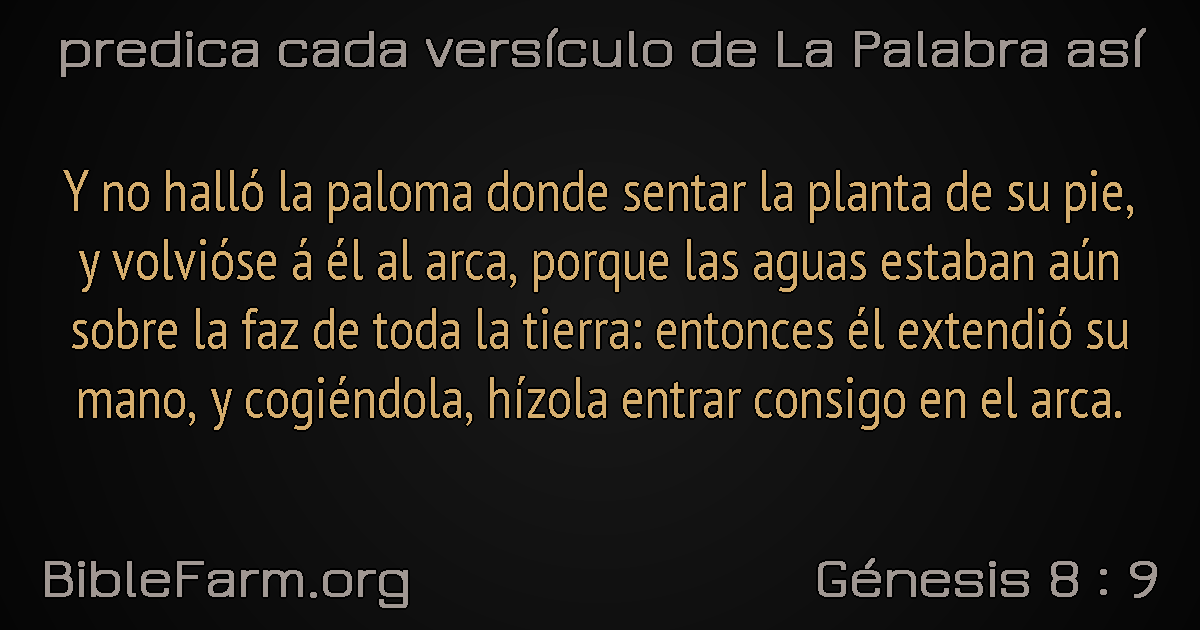 predica cada versículo de La Palabra así
Y no halló la paloma donde sentar la planta de su pie,
y volvióse á él al arca, porque las aguas estaban aún
sobre la faz de toda la tierra: entonces él extendió su
mano, y cogiéndola, hízola entrar consigo en el arca.
BibleFarm.org
Génesis 8 : 9